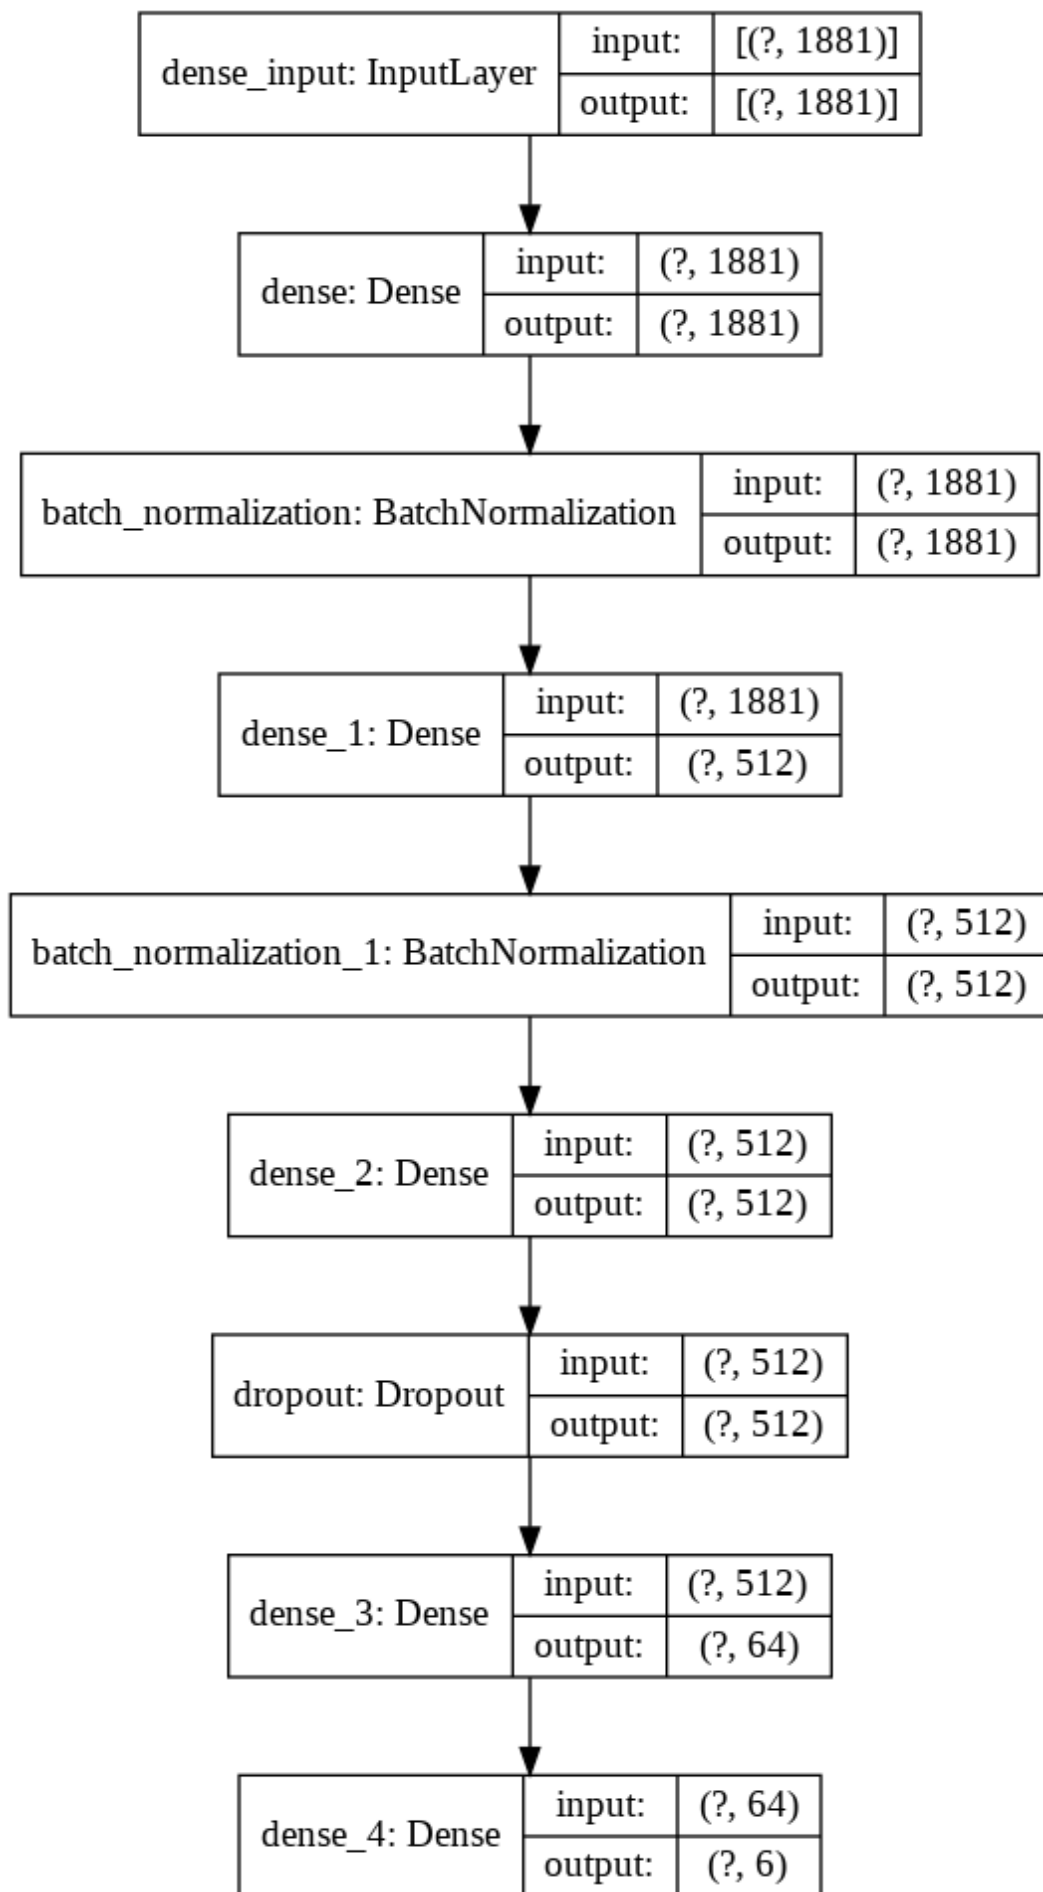 dense_input: InputLayer
input: [(?, 1881)]
output: [(?, 1881)]
dense: Dense
input: (?, 1881)
output: (?, 1881)
batch_normalization: BatchNormalization
input: (?, 1881)
output: (?, 1881)
dense_1: Dense
input: (?, 1881)
output: (?, 512)
batch_normalization_1: BatchNormalization
input: (?, 512)
output: (?, 512)
dense_2: Dense
input: (?, 512)
output: (?, 512)
dropout: Dropout
input: (?, 512)
output: (?, 512)
dense_3: Dense
input: (?, 512)
output: (?, 64)
dense_4: Dense
input: (?, 64)
output: (?, 6)